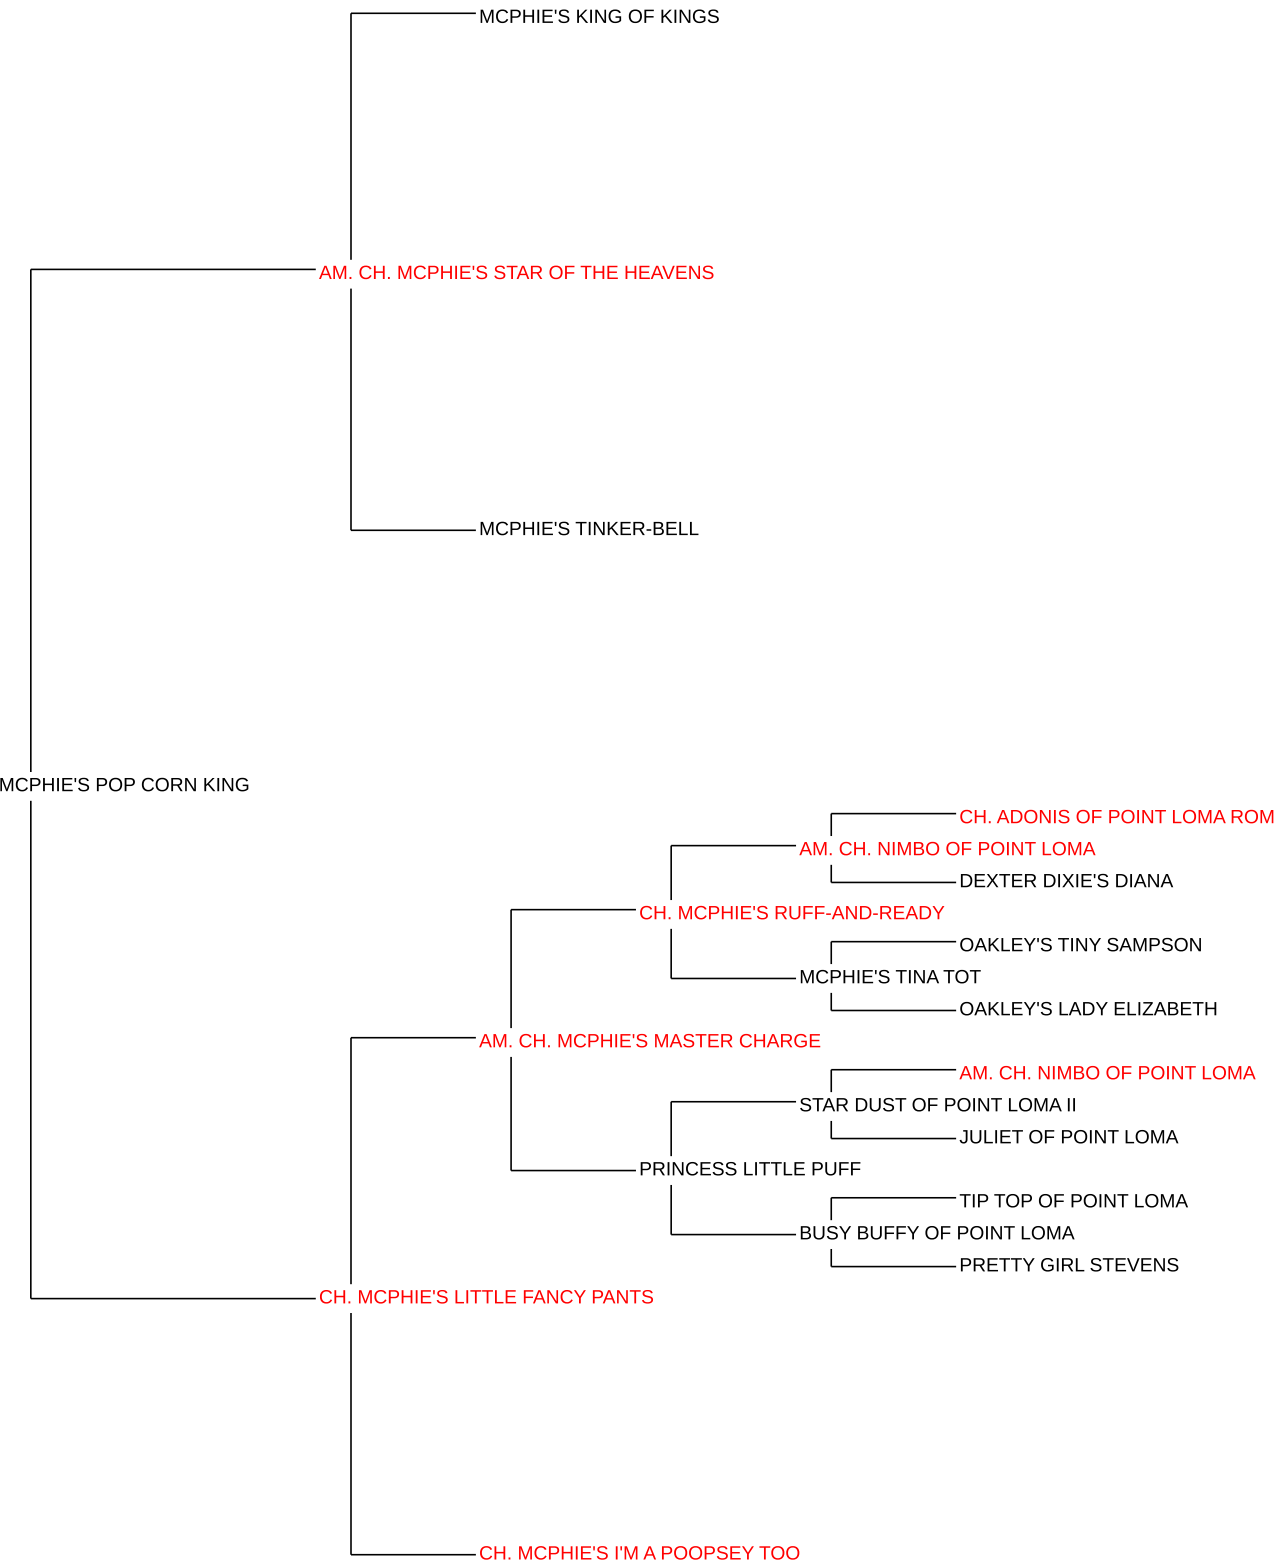 MCPHIE'S KING OF KINGS
AM. CH. MCPHIE'S STAR OF THE HEAVENS
MCPHIE'S TINKER-BELL
MCPHIE'S POP CORN KING
CH. ADONIS OF POINT LOMA ROM
AM. CH. NIMBO OF POINT LOMA
DEXTER DIXIE'S DIANA
CH. MCPHIE'S RUFF-AND-READY
OAKLEY'S TINY SAMPSON
MCPHIE'S TINA TOT
OAKLEY'S LADY ELIZABETH
AM. CH. MCPHIE'S MASTER CHARGE
AM. CH. NIMBO OF POINT LOMA
STAR DUST OF POINT LOMA II
JULIET OF POINT LOMA
PRINCESS LITTLE PUFF
TIP TOP OF POINT LOMA
BUSY BUFFY OF POINT LOMA
PRETTY GIRL STEVENS
CH. MCPHIE'S LITTLE FANCY PANTS
CH. MCPHIE'S I'M A POOPSEY TOO